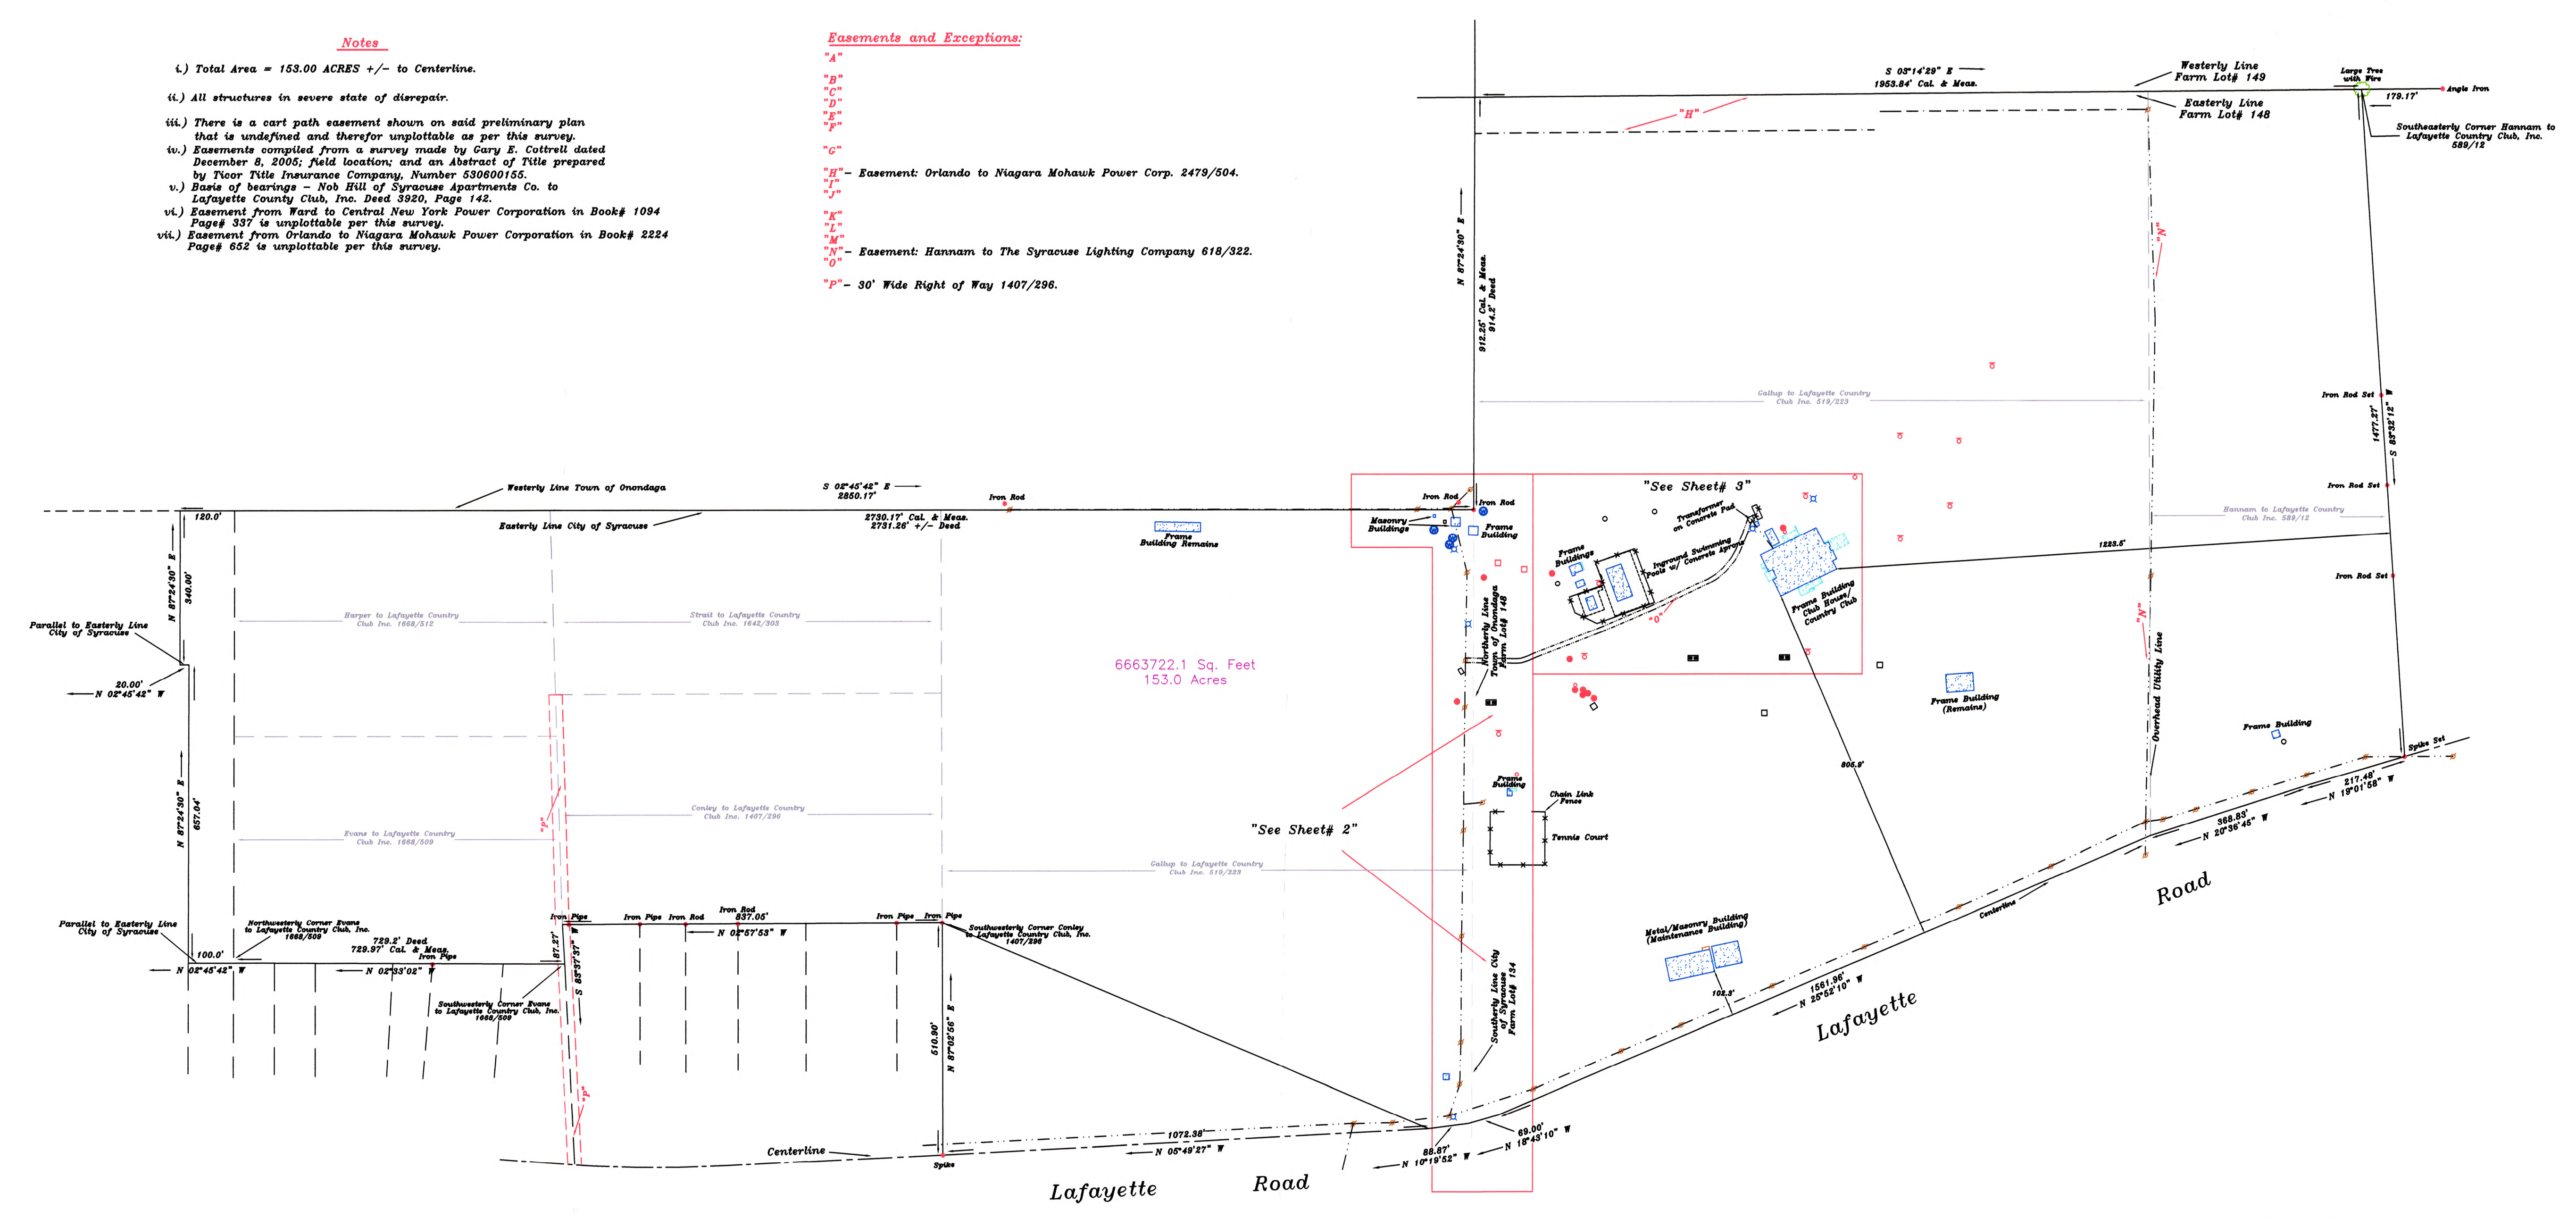 Notes
i.) Total Area = 153.00 ACRES +/- to Centerline.
ii.) All structures in severe state of disrepair.
iii.) There is a cart path easement shown on said preliminary plan
that is undefined and therefor unplottable as per this survey.
iv.) Easements compiled from a survey made by Gary E. Cottrell dated
December 8, 2005; field location; and an Abstract of Title prepared
by Ticor Title Insurance Company, Number 530600155.
v.) Basis of bearings - Nob Hill of Syracuse Apartments Co. to
Lafayette County Club, Inc. Deed 3920, Page 142.
vi.) Easement from Ward to Central New York Power Corporation in Book# 1094
Page# 337 is unplottable per this survey.
vii.) Easement from Orlando to Niagara Mohawk Power Corporation in Book# 2224
Page# 652 is unplottable per this survey.
Easements and Exceptions:
"A"
"B"
"C"
"D"
"E"
"F"
"G"
"H"- Easement: Orlando to Niagara Mohawk Power Corp. 2479/504.
"I"
"J"
"K"
"L"
"M"
"N"- Easement: Hannam to The Syracuse Lighting Company 618/322.
"O"
"P"- 30' Wide Right of Way 1407/296.
S 03°14'29" E
1953.84' Cal. & Meas.
Westerly Line
Farm Lot# 149
Easterly Line
Farm Lot# 148
Large Tree
with Wire
179.17'
Angle Iron
Southeasterly Corner Hannam to
Lafayette Country Club, Inc.
589/12
"H"
N 87°24'30" E
912.25' Cal. & Meas.
914.2' Deed
"N"
Gallup to Lafayette Country
Club Inc. 519/223
Iron Rod Set
1477.27'
S 83°32'12" W
Iron Rod Set
Hannam to Lafayette Country
Club Inc. 589/12
1223.5'
Iron Rod Set
Westerly Line Town of Onondaga
S 02°45'42" E
2850.17'
Iron Rod
Iron Rod
Iron Rod
120.0'
Easterly Line City of Syracuse
2730.17' Cal. & Meas.
2731.26' +/- Deed
Frame
Building Remains
Masonry
Buildings
Frame
Building
"See Sheet# 3"
Transformer
on Concrete Pad
Frame
Buildings
Inground Swimming
Pools w/ Concrete Aprons
Frame Building
Club House/
Country Club
"O"
N 87°24'30" E
340.00'
Parallel to Easterly Line
City of Syracuse
20.00'
N 02°45'42" W
Harper to Lafayette Country
Club Inc. 1668/512
Strait to Lafayette Country
Club Inc. 1642/303
6663722.1 Sq. Feet
153.0 Acres
Northerly Line
Town of Onondaga
Farm Lot# 148
"N"
Overhead Utility Line
Frame Building
(Remains)
Frame Building
Spike Set
217.48'
N 19°01'58" W
368.83'
N 20°36'45" W
805.9'
N 87°24'30" E
657.04'
"P"
Evans to Lafayette Country
Club Inc. 1668/509
Conley to Lafayette Country
Club Inc. 1407/296
Gallup to Lafayette Country
Club Inc. 519/223
"See Sheet# 2"
Frame
Building
Chain Link
Fence
Tennis Court
Parallel to Easterly Line
City of Syracuse
Northwesterly Corner Evans
to Lafayette Country Club, Inc.
1668/509
100.0'
N 02°45'42" W
729.2' Deed
729.97' Cal. & Meas.
Iron Pipe
N 02°33'02" W
Southwesterly Corner Evans
to Lafayette Country Club, Inc.
1668/509
Iron Pipe
87.27'
S 83°37'37" W
Iron Pipe
Iron Rod
Iron Rod
837.05'
N 02°57'53" W
Iron Pipe
Iron Pipe
Southwesterly Corner Conley
to Lafayette Country Club, Inc.
1407/296
510.90'
N 87°02'56" E
"P"
Southerly Line City
of Syracuse
Farm Lot# 134
Metal/Masonry Building
(Maintenance Building)
102.3'
1561.96'
N 25°52'10" W
Centerline
Road
Lafayette
1072.38'
N 05°49'27" W
Centerline
Spike
88.87'
N 10°19'52" W
69.00'
N 18°43'10" W
Lafayette
Road